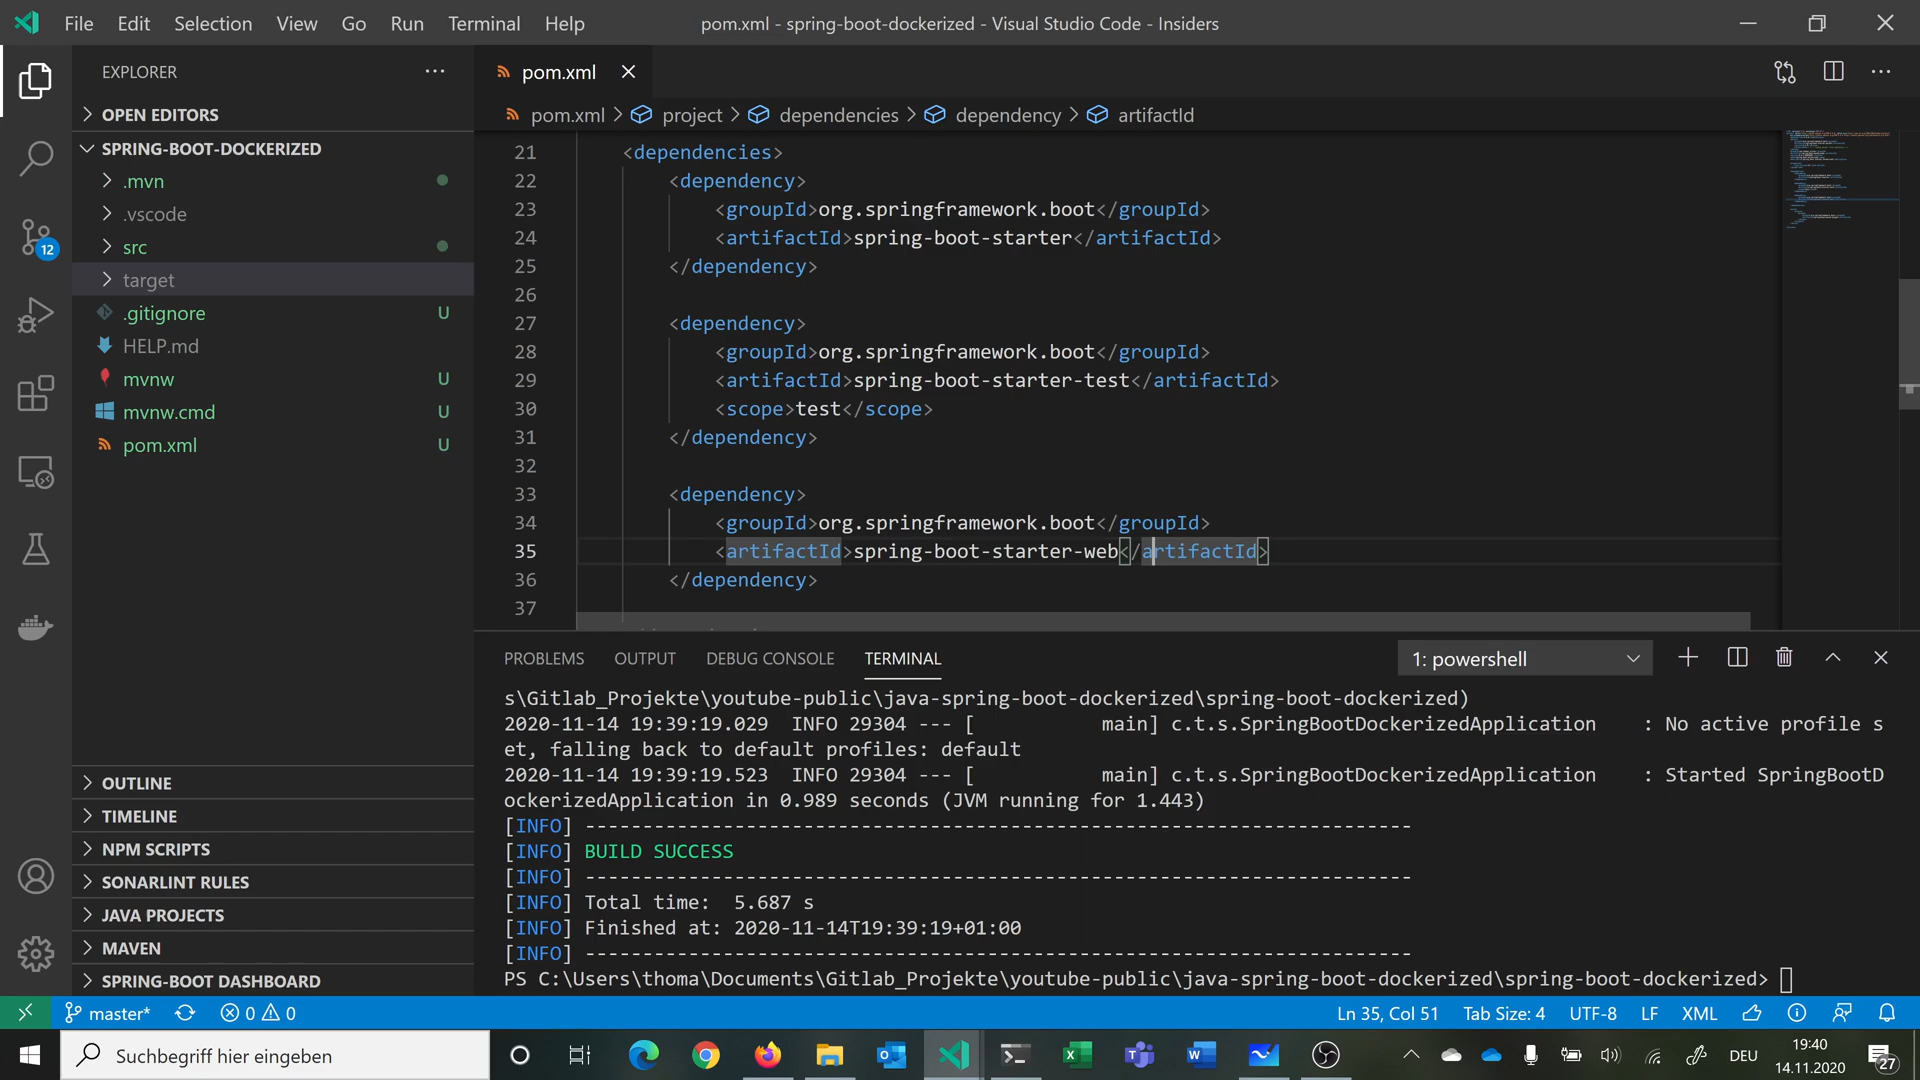 File Edit Selection View Go Run Terminal Help
pom.xml - spring-boot-dockerized - Visual Studio Code - Insiders
EXPLORER
OPEN EDITORS
SPRING-BOOT-DOCKERIZED
.mvn
.vscode
src
target
.gitignore U
HELP.md
mvnw U
mvnw.cmd U
pom.xml U
12
OUTLINE
TIMELINE
NPM SCRIPTS
SONARLINT RULES
JAVA PROJECTS
MAVEN
SPRING-BOOT DASHBOARD
pom.xml
pom.xml > project > dependencies > dependency > artifactId
21 <dependencies>
22 <dependency>
23 <groupId>org.springframework.boot</groupId>
24 <artifactId>spring-boot-starter</artifactId>
25 </dependency>
26
27 <dependency>
28 <groupId>org.springframework.boot</groupId>
29 <artifactId>spring-boot-starter-test</artifactId>
30 <scope>test</scope>
31 </dependency>
32
33 <dependency>
34 <groupId>org.springframework.boot</groupId>
35 <artifactId>spring-boot-starter-web</artifactId>
36 </dependency>
37
PROBLEMS OUTPUT DEBUG CONSOLE TERMINAL
1: powershell
s\Gitlab_Projekte\youtube-public\java-spring-boot-dockerized\spring-boot-dockerized)
2020-11-14 19:39:19.029 INFO 29304 --- [ main] c.t.s.SpringBootDockerizedApplication : No active profile s
et, falling back to default profiles: default
2020-11-14 19:39:19.523 INFO 29304 --- [ main] c.t.s.SpringBootDockerizedApplication : Started SpringBootD
ockerizedApplication in 0.989 seconds (JVM running for 1.443)
[INFO] ------------------------------------------------------------------------
[INFO] BUILD SUCCESS
[INFO] ------------------------------------------------------------------------
[INFO] Total time: 5.687 s
[INFO] Finished at: 2020-11-14T19:39:19+01:00
[INFO] ------------------------------------------------------------------------
PS C:\Users\thoma\Documents\Gitlab_Projekte\youtube-public\java-spring-boot-dockerized\spring-boot-dockerized>
master* 0 0
Ln 35, Col 51 Tab Size: 4 UTF-8 LF XML
Suchbegriff hier eingeben
DEU
19:40
14.11.2020
27